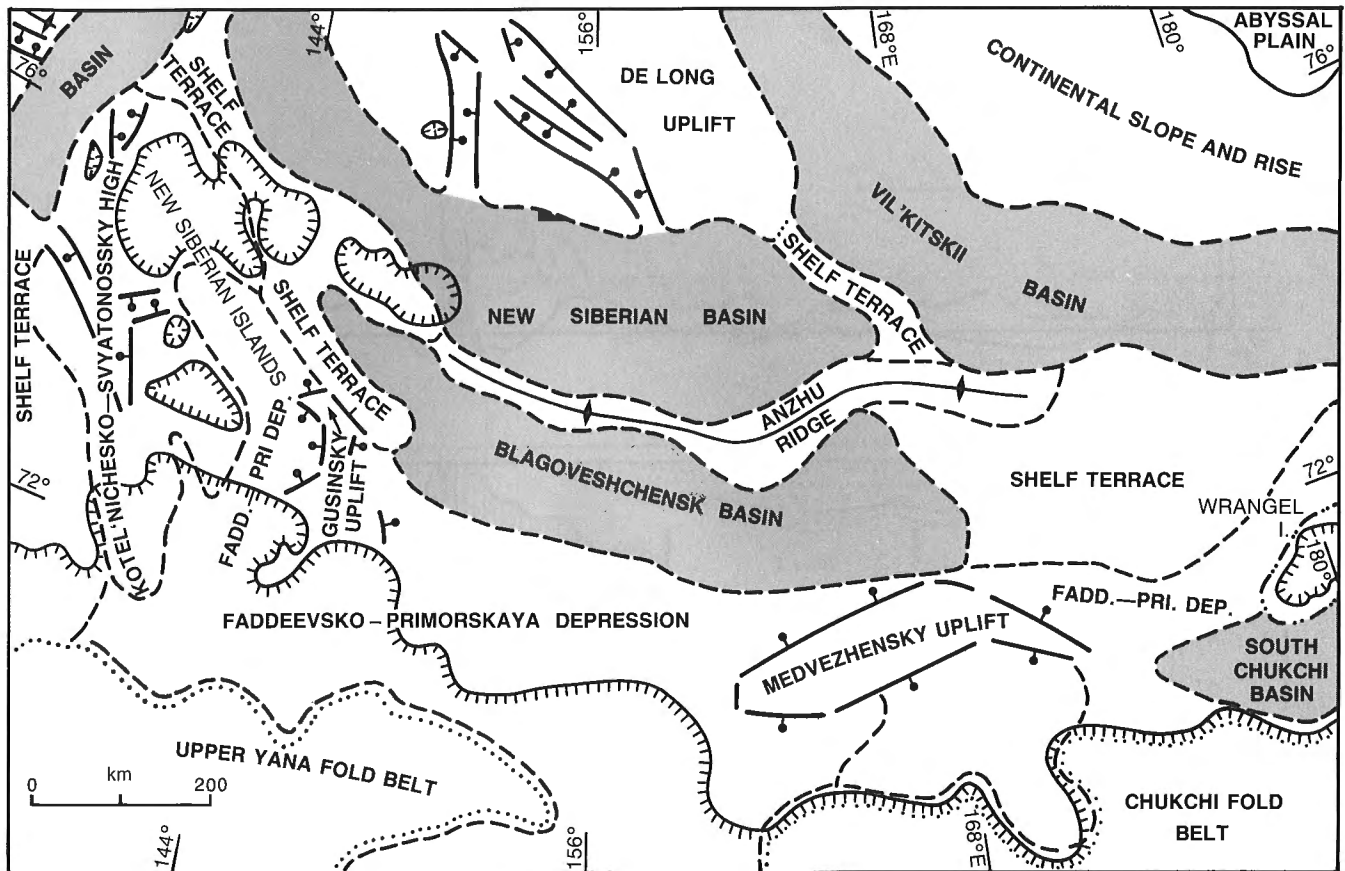 76°
BASIN
SHELF
TERRACE
144°
156°
168°E
180°
ABYSSAL
PLAIN
76°
DE LONG
UPLIFT
CONTINENTAL SLOPE AND RISE
SHELF TERRACE
KOTEL'NICHESKO–SVYATONOSSKY HIGH
NEW SIBERIAN ISLANDS
SHELF TERRACE
VIL'KITSKII
BASIN
SHELF TERRACE
NEW SIBERIAN BASIN
ANZHU
RIDGE
FADD. PRI DEP.
GUSINSKY
UPLIFT
BLAGOVESHCHENSK BASIN
SHELF TERRACE
72°
72°
WRANGEL
I.
180°
FADDEEVSKO–PRIMORSKAYA DEPRESSION
MEDVEZHENSKY UPLIFT
FADD.—PRI. DEP.
SOUTH
CHUKCHI
BASIN
UPPER YANA FOLD BELT
km
0 200
CHUKCHI FOLD
BELT
144°
156°
168°E